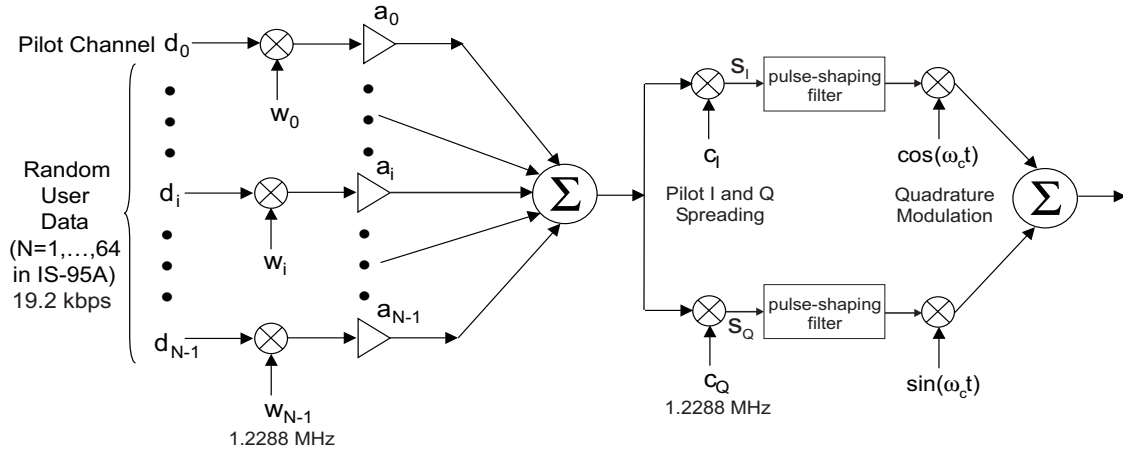 Pilot Channel d0
a0
w0
Random
User
Data
(N=1,...,64
in IS-95A)
19.2 kbps
di
ai
wi
dN-1
aN-1
wN-1
1.2288 MHz
Σ
SI
pulse-shaping
filter
cI
cos(ωct)
Pilot I and Q
Spreading
Quadrature
Modulation
Σ
SQ
pulse-shaping
filter
cQ
1.2288 MHz
sin(ωct)